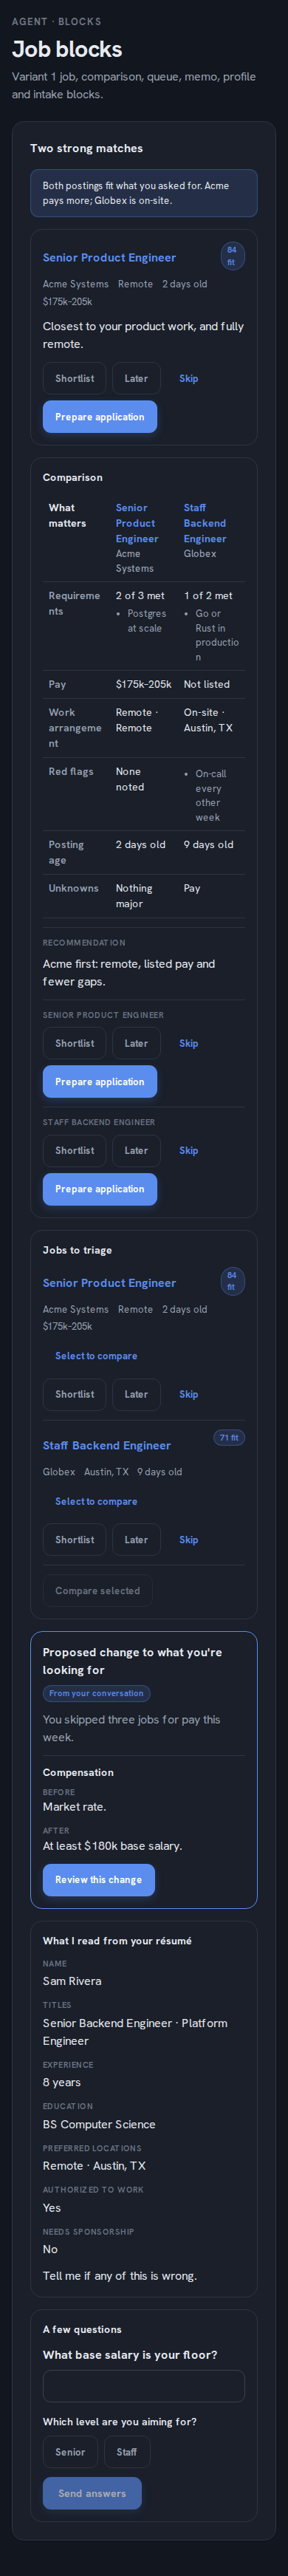 AGENT · BLOCKS
Job blocks
Variant 1 job, comparison, queue, memo, profile
and intake blocks.
Two strong matches
Both postings fit what you asked for. Acme
pays more; Globex is on-site.
Senior Product Engineer
84
fit
Acme Systems Remote 2 days old
$175k–205k
Closest to your product work, and fully
remote.
Shortlist Later Skip
Prepare application
Comparison
What
matters
Senior
Product
Engineer
Acme
Systems
Staff
Backend
Engineer
Globex
Requireme
nts
2 of 3 met
• Postgres
at scale
1 of 2 met
• Go or
Rust in
productio
n
Pay $175k–205k Not listed
Work
arrangeme
nt
Remote ·
Remote
On-site ·
Austin, TX
Red flags
None
noted
• On-call
every
other
week
Posting
age
2 days old 9 days old
Unknowns
Nothing
major
Pay
RECOMMENDATION
Acme first: remote, listed pay and
fewer gaps.
SENIOR PRODUCT ENGINEER
Shortlist Later Skip
Prepare application
STAFF BACKEND ENGINEER
Shortlist Later Skip
Prepare application
Jobs to triage
Senior Product Engineer
84
fit
Acme Systems Remote 2 days old
$175k–205k
Select to compare
Shortlist Later Skip
Staff Backend Engineer 71 fit
Globex Austin, TX 9 days old
Select to compare
Shortlist Later Skip
Compare selected
Proposed change to what you're
looking for
From your conversation
You skipped three jobs for pay this
week.
Compensation
BEFORE
Market rate.
AFTER
At least $180k base salary.
Review this change
What I read from your résumé
NAME
Sam Rivera
TITLES
Senior Backend Engineer · Platform
Engineer
EXPERIENCE
8 years
EDUCATION
BS Computer Science
PREFERRED LOCATIONS
Remote · Austin, TX
AUTHORIZED TO WORK
Yes
NEEDS SPONSORSHIP
No
Tell me if any of this is wrong.
A few questions
What base salary is your floor?
Which level are you aiming for?
Senior Staff
Send answers